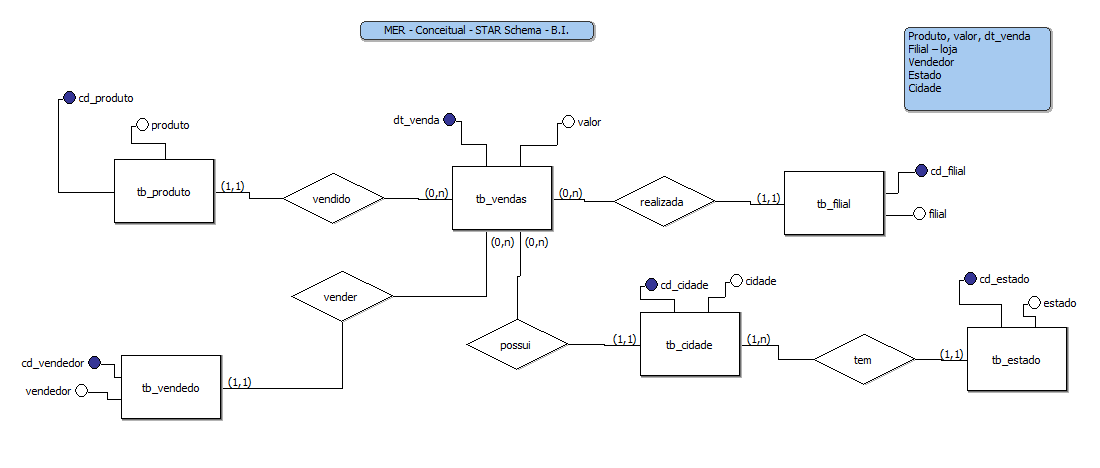 MER - Conceitual - STAR Schema - B.I.
Produto, valor, dt_venda
Filial – loja
Vendedor
Estado
Cidade
cd_produto
produto
dt_venda
valor
tb_produto
(1,1)
vendido
(0,n)
tb_vendas
(0,n)
realizada
(1,1)
tb_filial
cd_filial
filial
(0,n)
(0,n)
vender
cd_cidade
cidade
cd_estado
estado
possui
(1,1)
tb_cidade
(1,n)
tem
(1,1)
tb_estado
cd_vendedor
vendedor
tb_vendedo
(1,1)